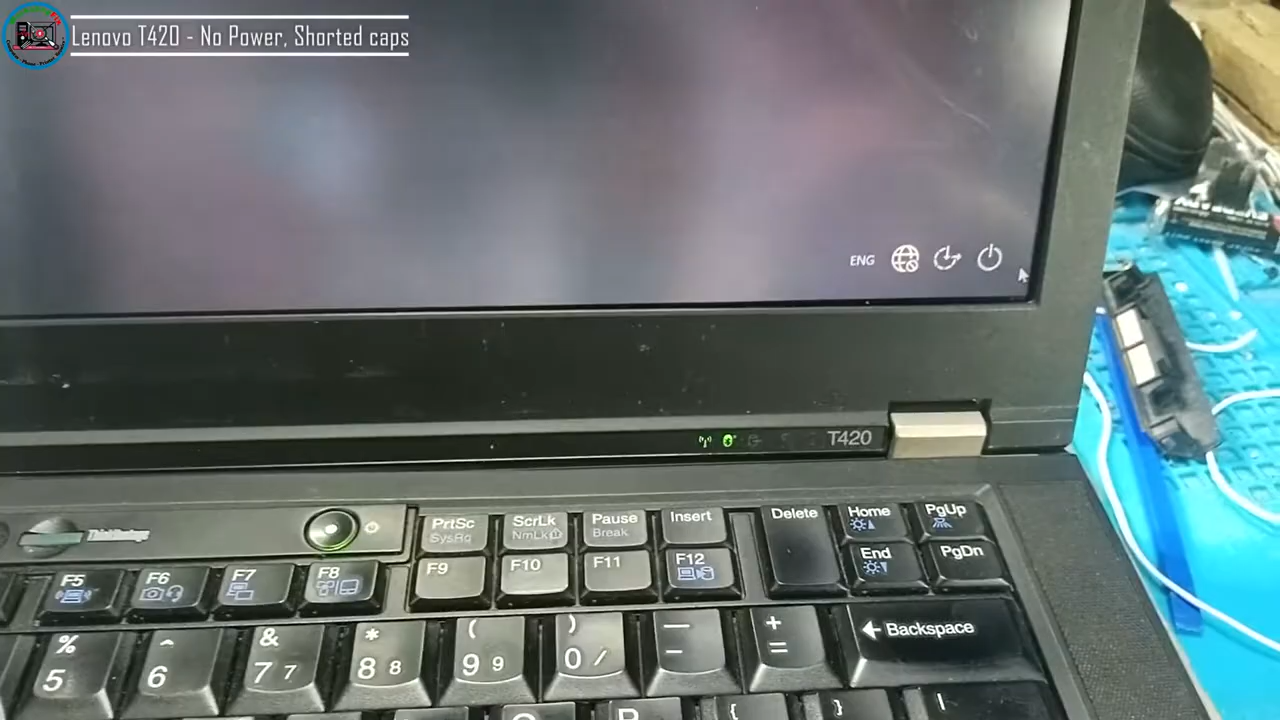 Lenovo T420 - No Power, Shorted caps
ENG
T420
PrtSc
SysRq
ScrLk
NmLk
Pause
Break
Insert
Delete
Home
PgUp
End
PgDn
F5
F6
F7
F8
F9
F10
F11
F12
% 5
^ 6
& 7 7
* 8 8
( 9 9
) 0 /
— –
+ =
Backspace
P
{
}
|